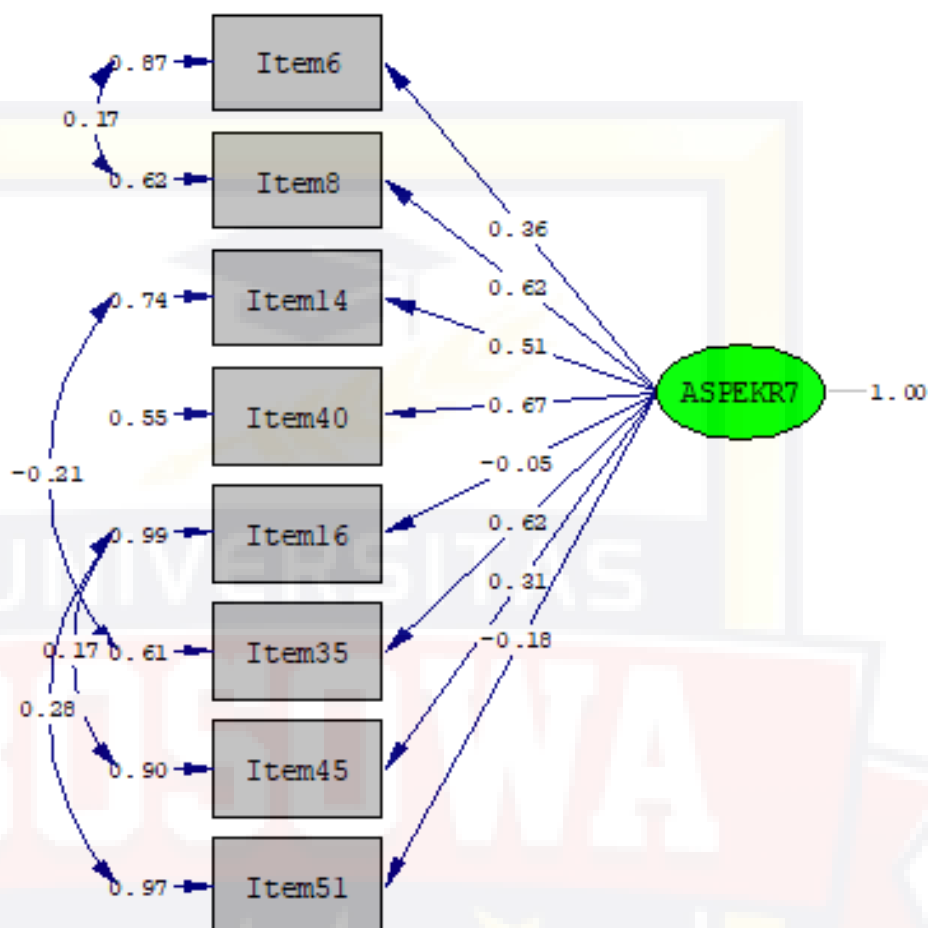 0.87 Item6
0.17
0.62 Item8
0.36
0.62
0.74 Item14
0.51
ASPEKR7 1.00
0.67
0.55 Item40
-0.21
-0.05
0.99 Item16
0.62
0.31
UNIVERSITAS
-0.18
0.17 0.61 Item35
0.28
0.90 Item45
BOSOWA
0.97 Item51